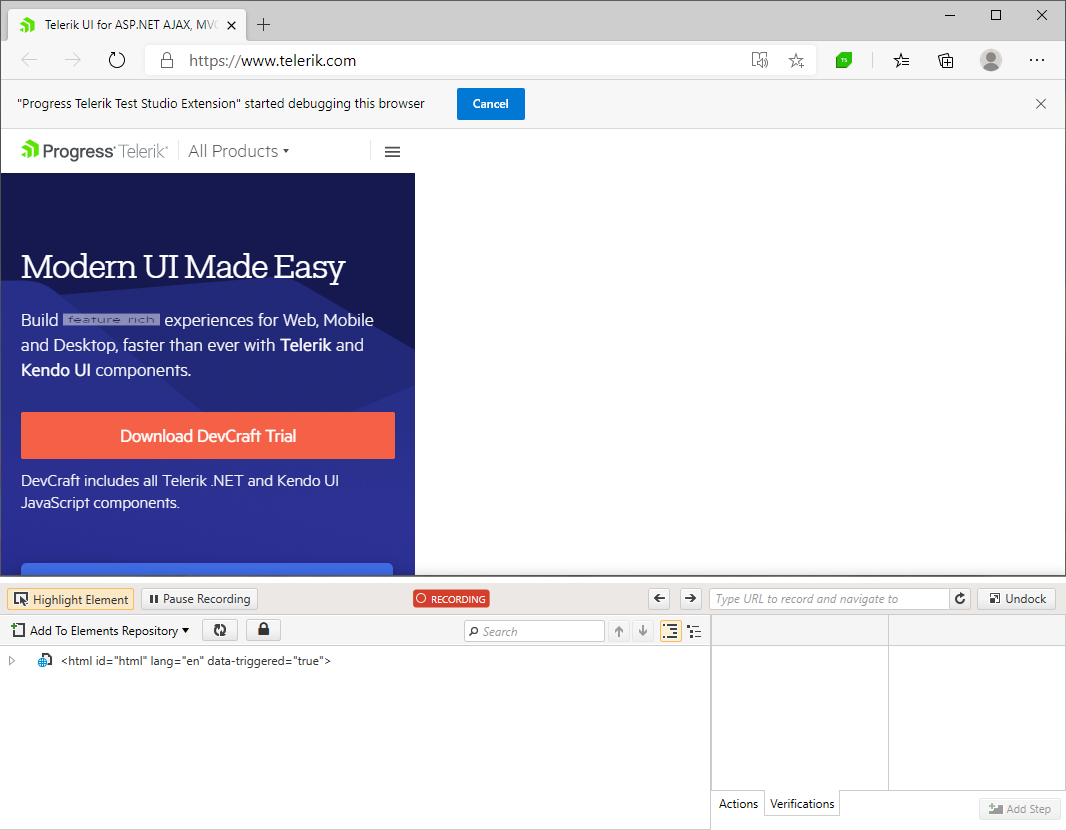 Telerik UI for ASP.NET AJAX, MVC
https://www.telerik.com
TS
"Progress Telerik Test Studio Extension" started debugging this browser
Cancel
Progress Telerik
All Products
Modern UI Made Easy
Build feature rich experiences for Web, Mobile
and Desktop, faster than ever with Telerik and
Kendo UI components.
Download DevCraft Trial
DevCraft includes all Telerik .NET and Kendo UI
JavaScript components.
Highlight Element
Pause Recording
RECORDING
Type URL to record and navigate to
Undock
Add To Elements Repository
Search
<html id="html" lang="en" data-triggered="true">
Actions
Verifications
Add Step